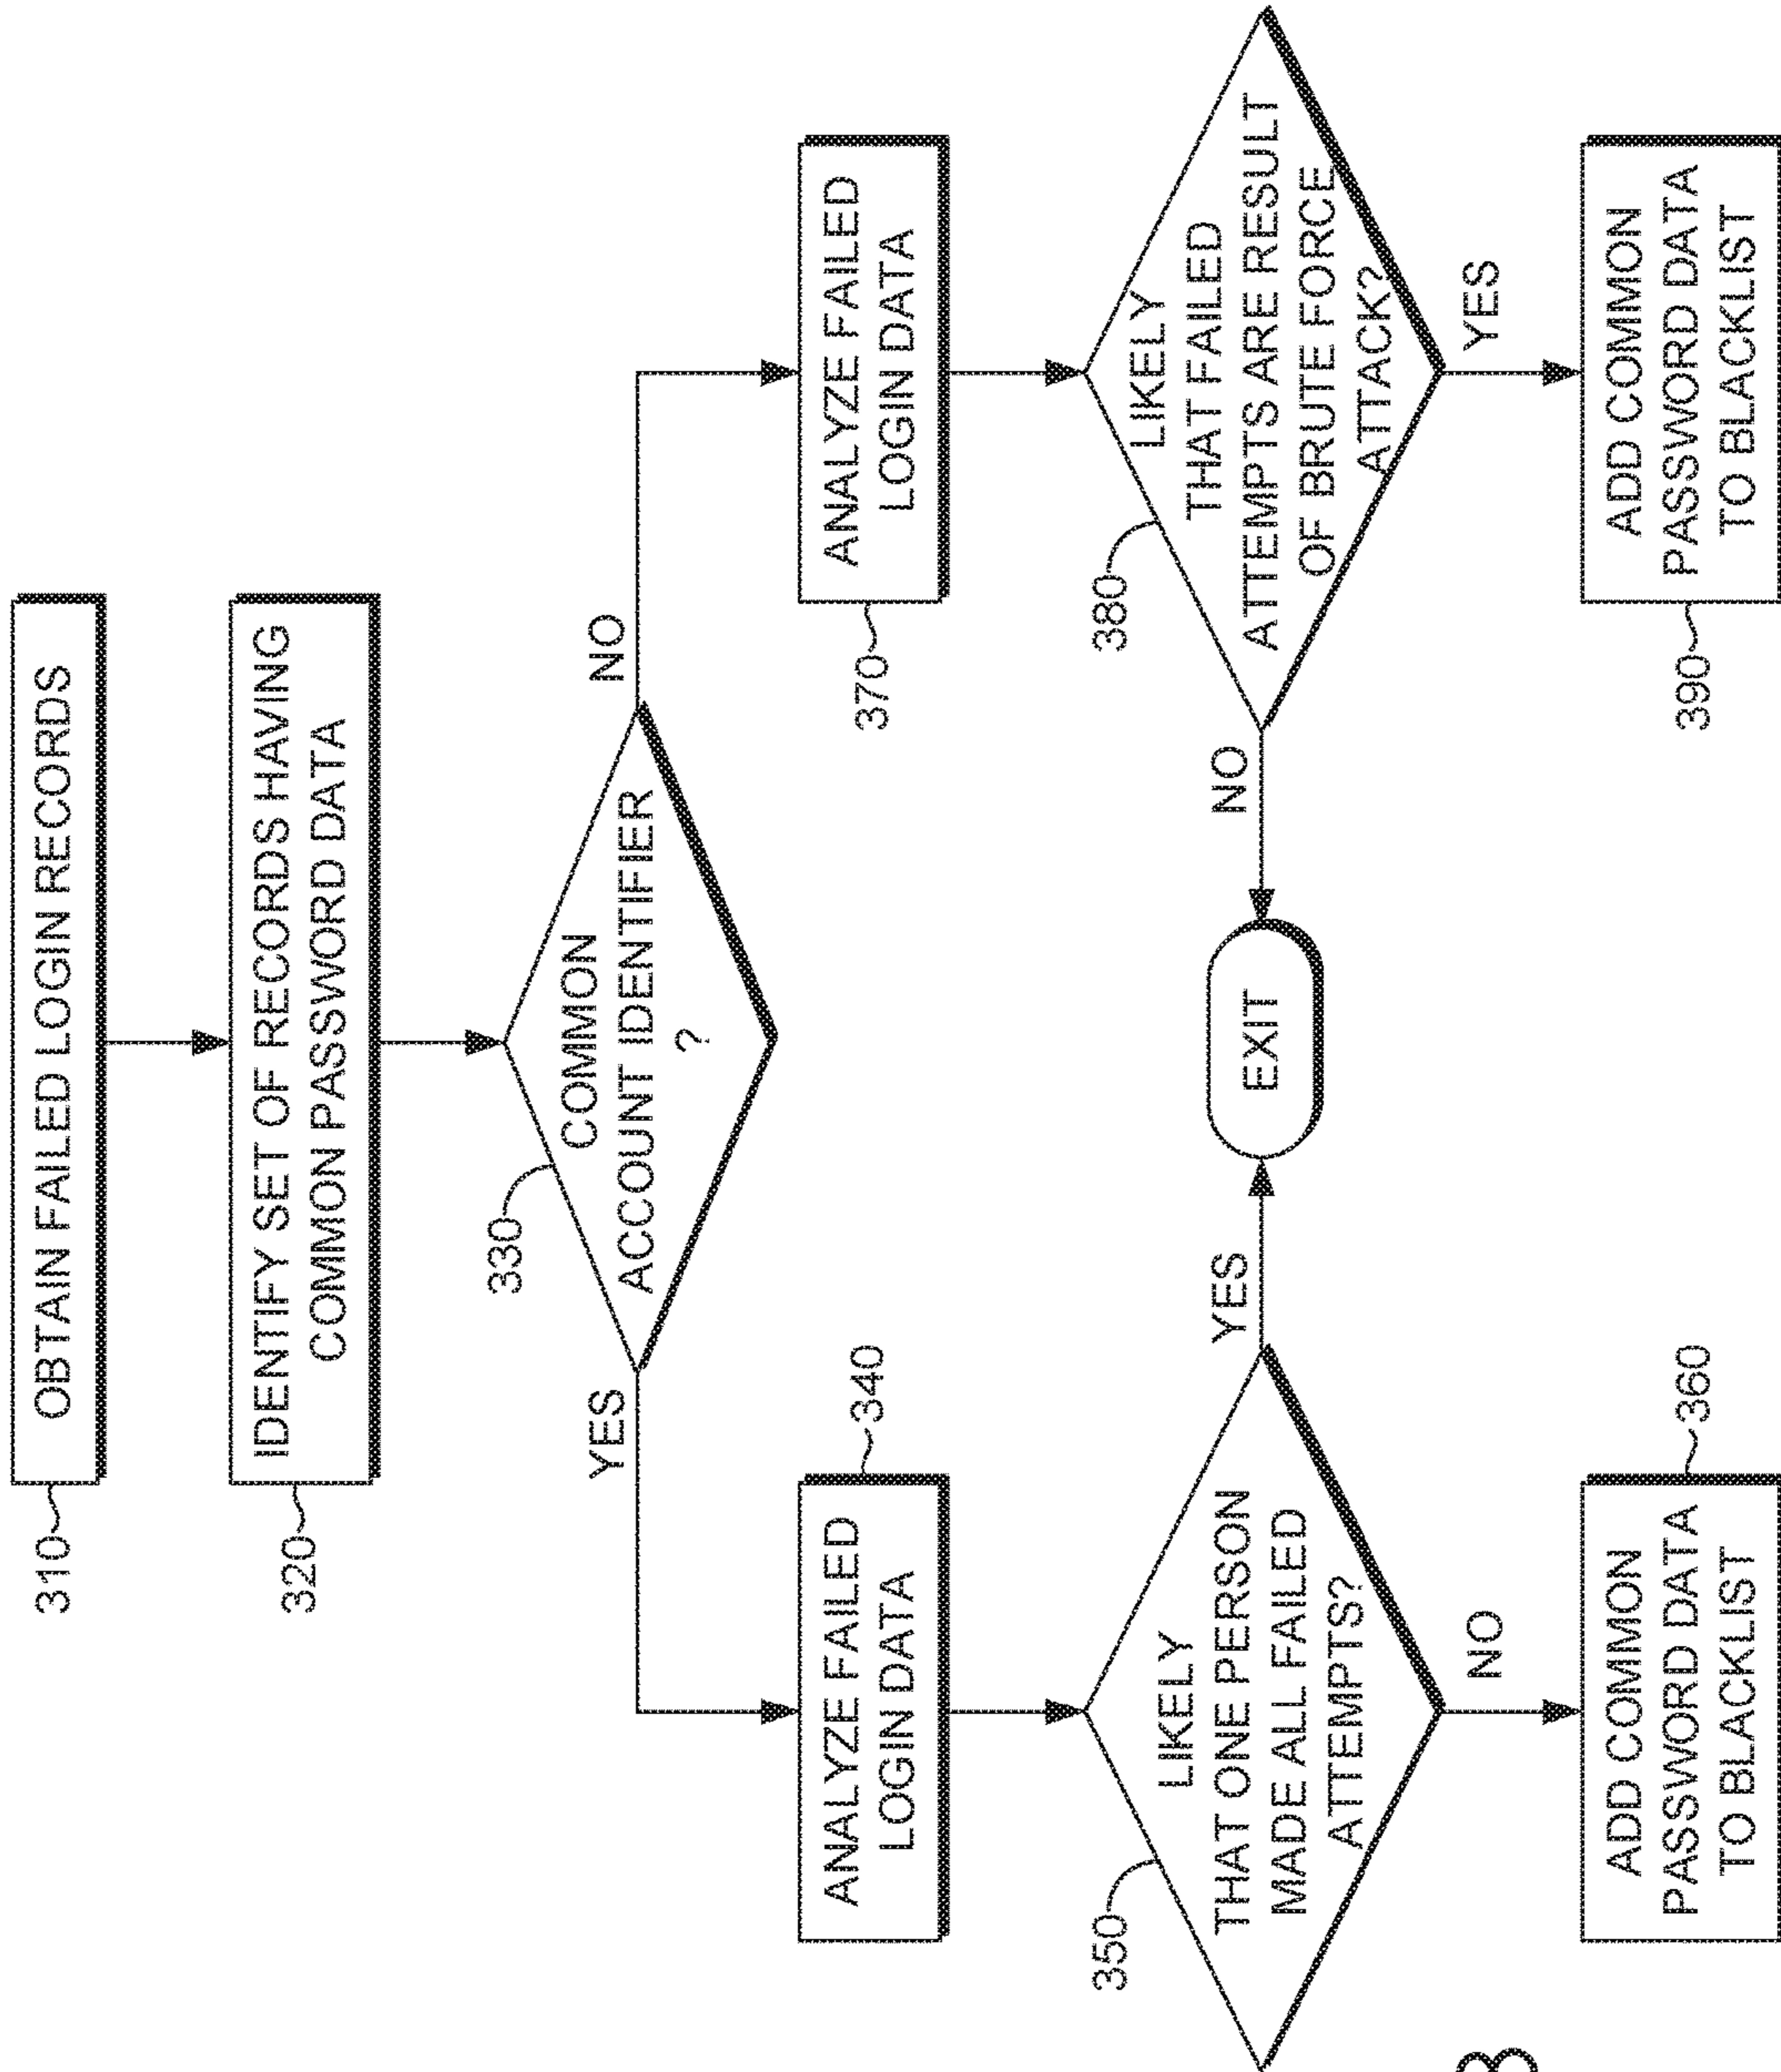 310
OBTAIN FAILED LOGIN RECORDS
320
IDENTIFY SET OF RECORDS HAVING
COMMON PASSWORD DATA
330
COMMON
ACCOUNT IDENTIFIER
?
YES
NO
ANALYZE FAILED
LOGIN DATA
340
370
ANALYZE FAILED
LOGIN DATA
350
LIKELY
THAT ONE PERSON
MADE ALL FAILED
ATTEMPTS?
YES
EXIT
NO
380
LIKELY
THAT FAILED
ATTEMPTS ARE RESULT
OF BRUTE FORCE
ATTACK?
NO
YES
ADD COMMON
PASSWORD DATA
TO BLACKLIST
360
390
ADD COMMON
PASSWORD DATA
TO BLACKLIST
3